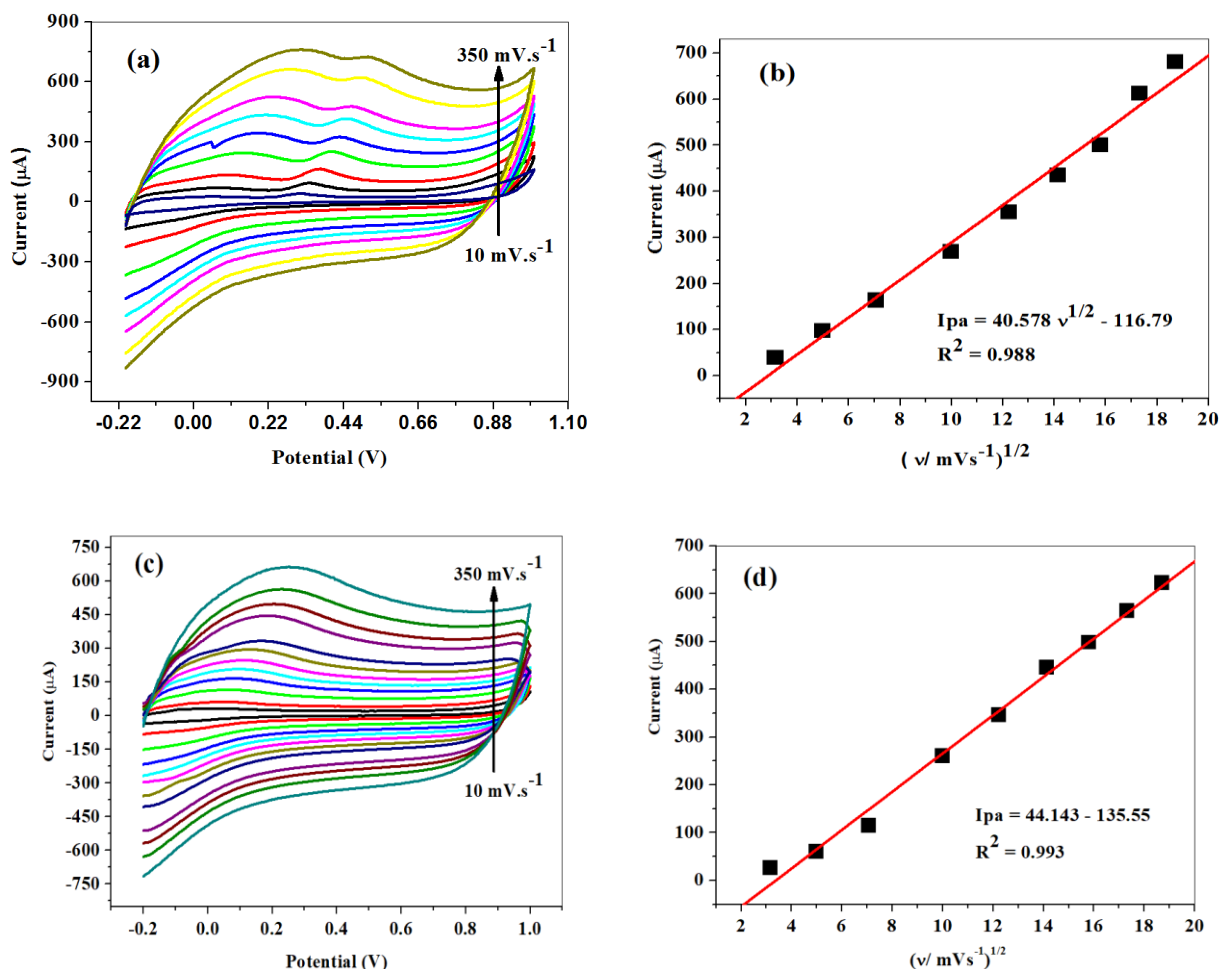 (a)
900
600
300
0
-300
-600
-900
Current (µA)
350 mV.s⁻¹
10 mV.s⁻¹
-0.22 0.00 0.22 0.44 0.66 0.88 1.10
Potential (V)
(b)
700
600
500
400
300
200
100
0
Current (µA)
Ipa = 40.578 ν^1/2 - 116.79
R² = 0.988
2 4 6 8 10 12 14 16 18 20
( ν/ mVs⁻¹)^1/2
(c)
750
600
450
300
150
0
-150
-300
-450
-600
-750
Current (µA)
350 mV.s⁻¹
10 mV.s⁻¹
-0.2 0.0 0.2 0.4 0.6 0.8 1.0
Potential (V)
(d)
700
600
500
400
300
200
100
0
Current (µA)
Ipa = 44.143 - 135.55
R² = 0.993
2 4 6 8 10 12 14 16 18 20
(ν/ mVs⁻¹)^1/2